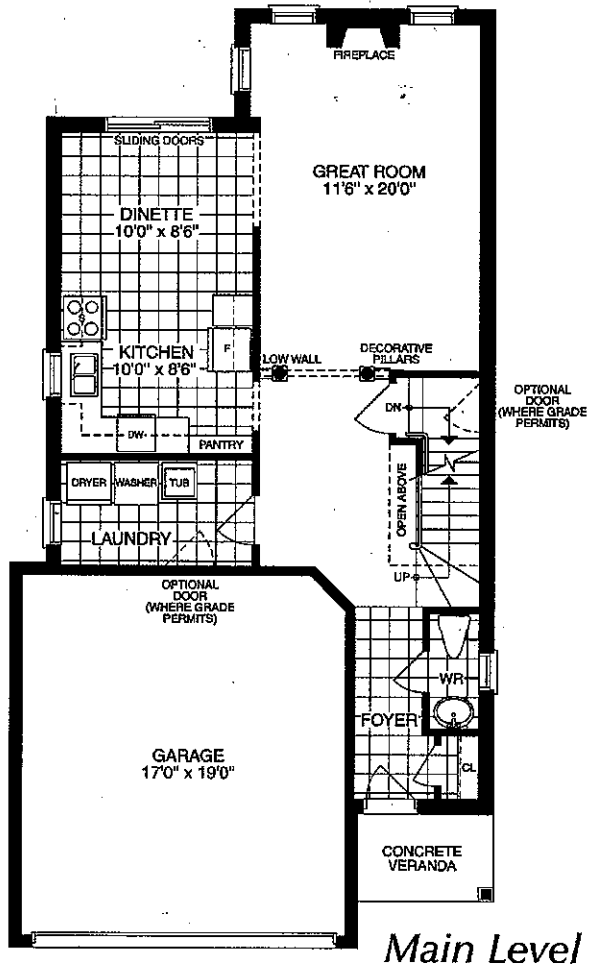 FIREPLACE
SLIDING DOORS
GREAT ROOM
11'6" x 20'0"
DINETTE
10'0" x 8'6"
S
KITCHEN
10'0" x 8'6"
F
LOW WALL
DECORATIVE
PILLARS
DN
OPTIONAL
DOOR
(WHERE GRADE
PERMITS)
DW
PANTRY
OPEN ABOVE
DRYER
WASHER
TUB
LAUNDRY
UP
OPTIONAL
DOOR
(WHERE GRADE
PERMITS)
WR
FOYER
GARAGE
17'0" x 19'0"
CL
CONCRETE
VERANDA
Main Level